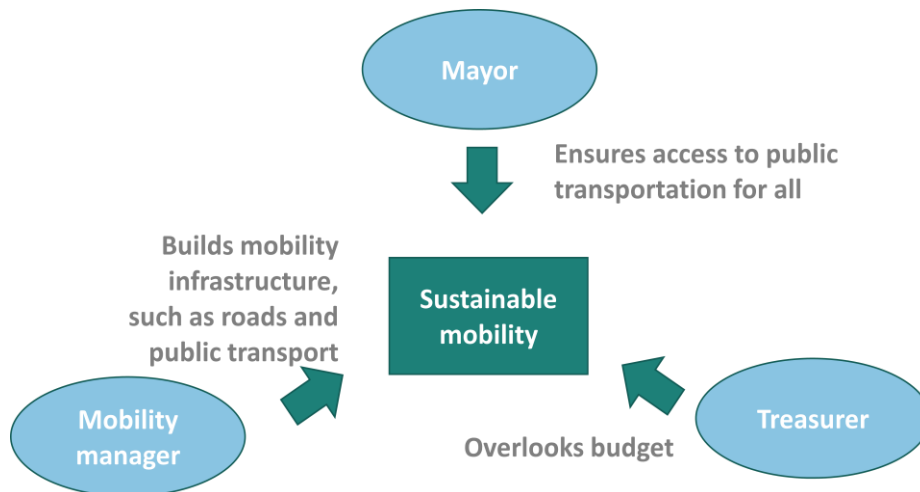 Mayor
Ensures access to public
transportation for all
Builds mobility
infrastructure,
such as roads and
public transport
Sustainable
mobility
Mobility
manager
Overlooks budget
Treasurer